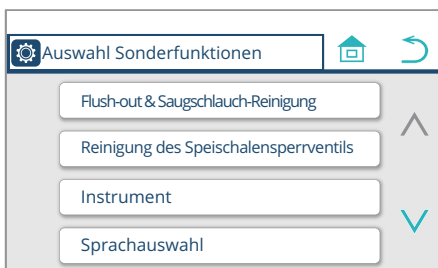 Auswahl Sonderfunktionen
Flush-out & Saugschlauch-Reinigung
Reinigung des Speischalensperrventils
Instrument
Sprachauswahl